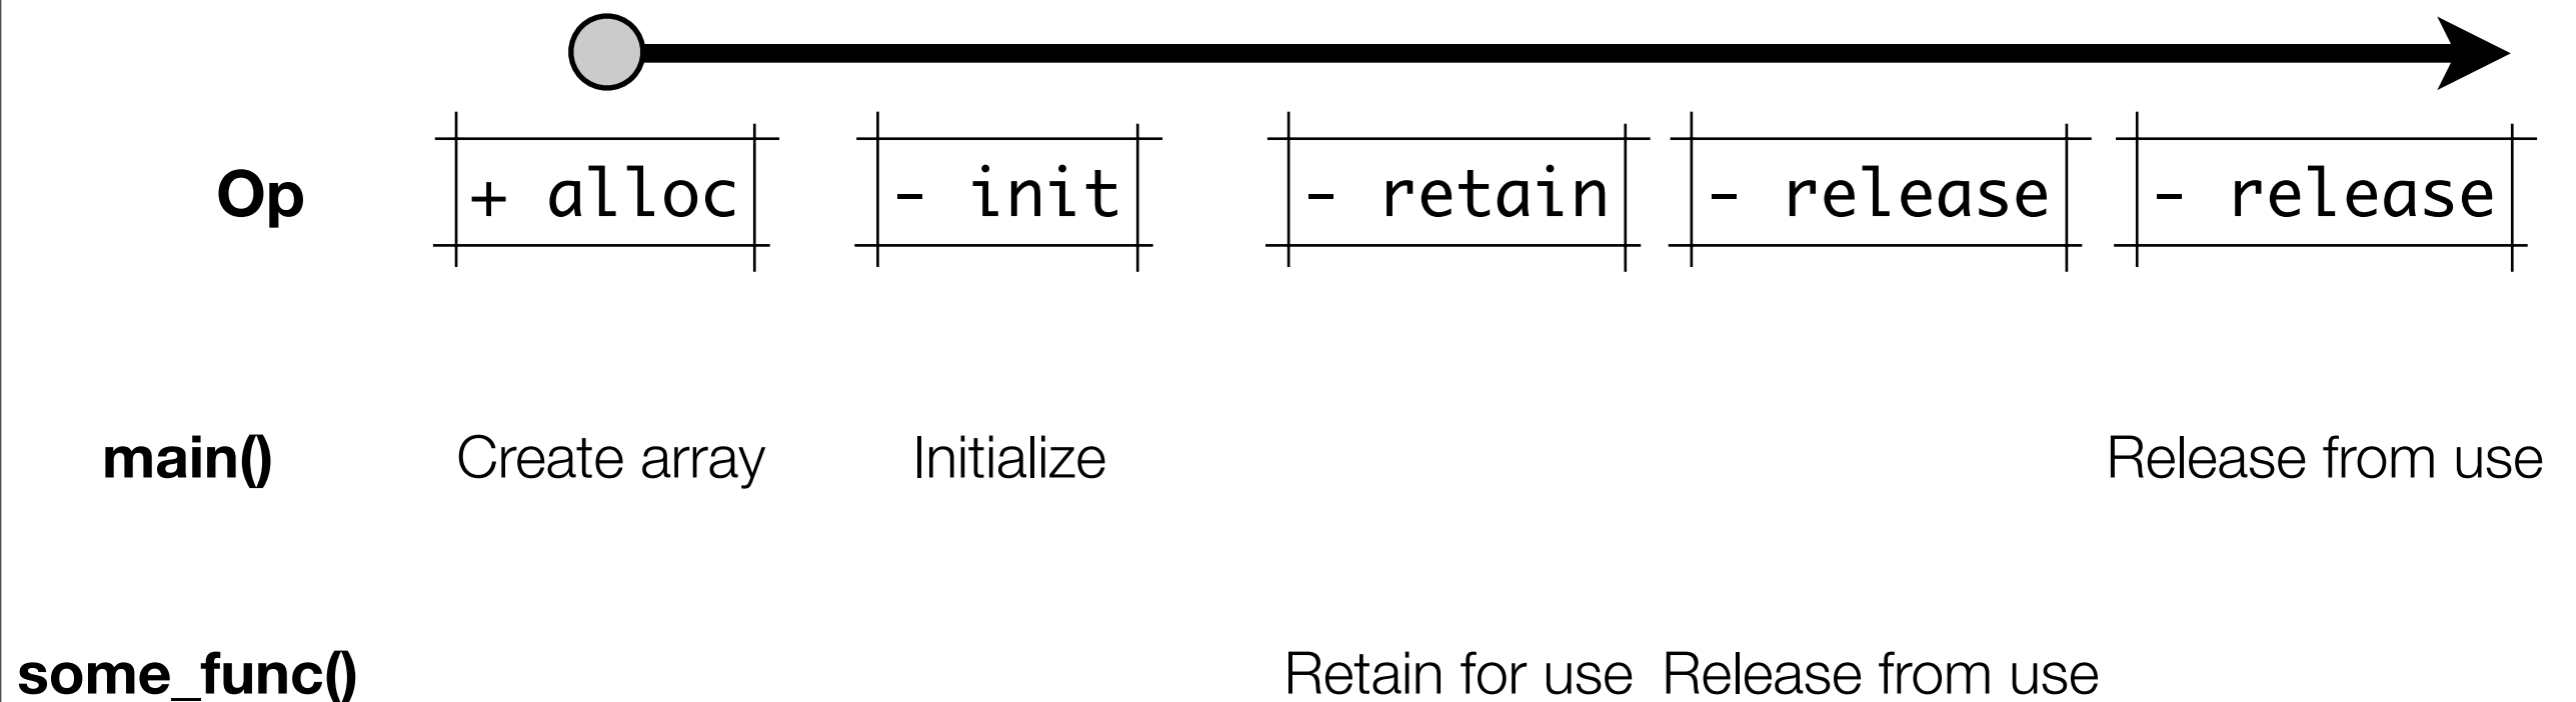 Op + alloc - init - retain - release - release
main() Create array Initialize Release from use
some_func() Retain for use Release from use